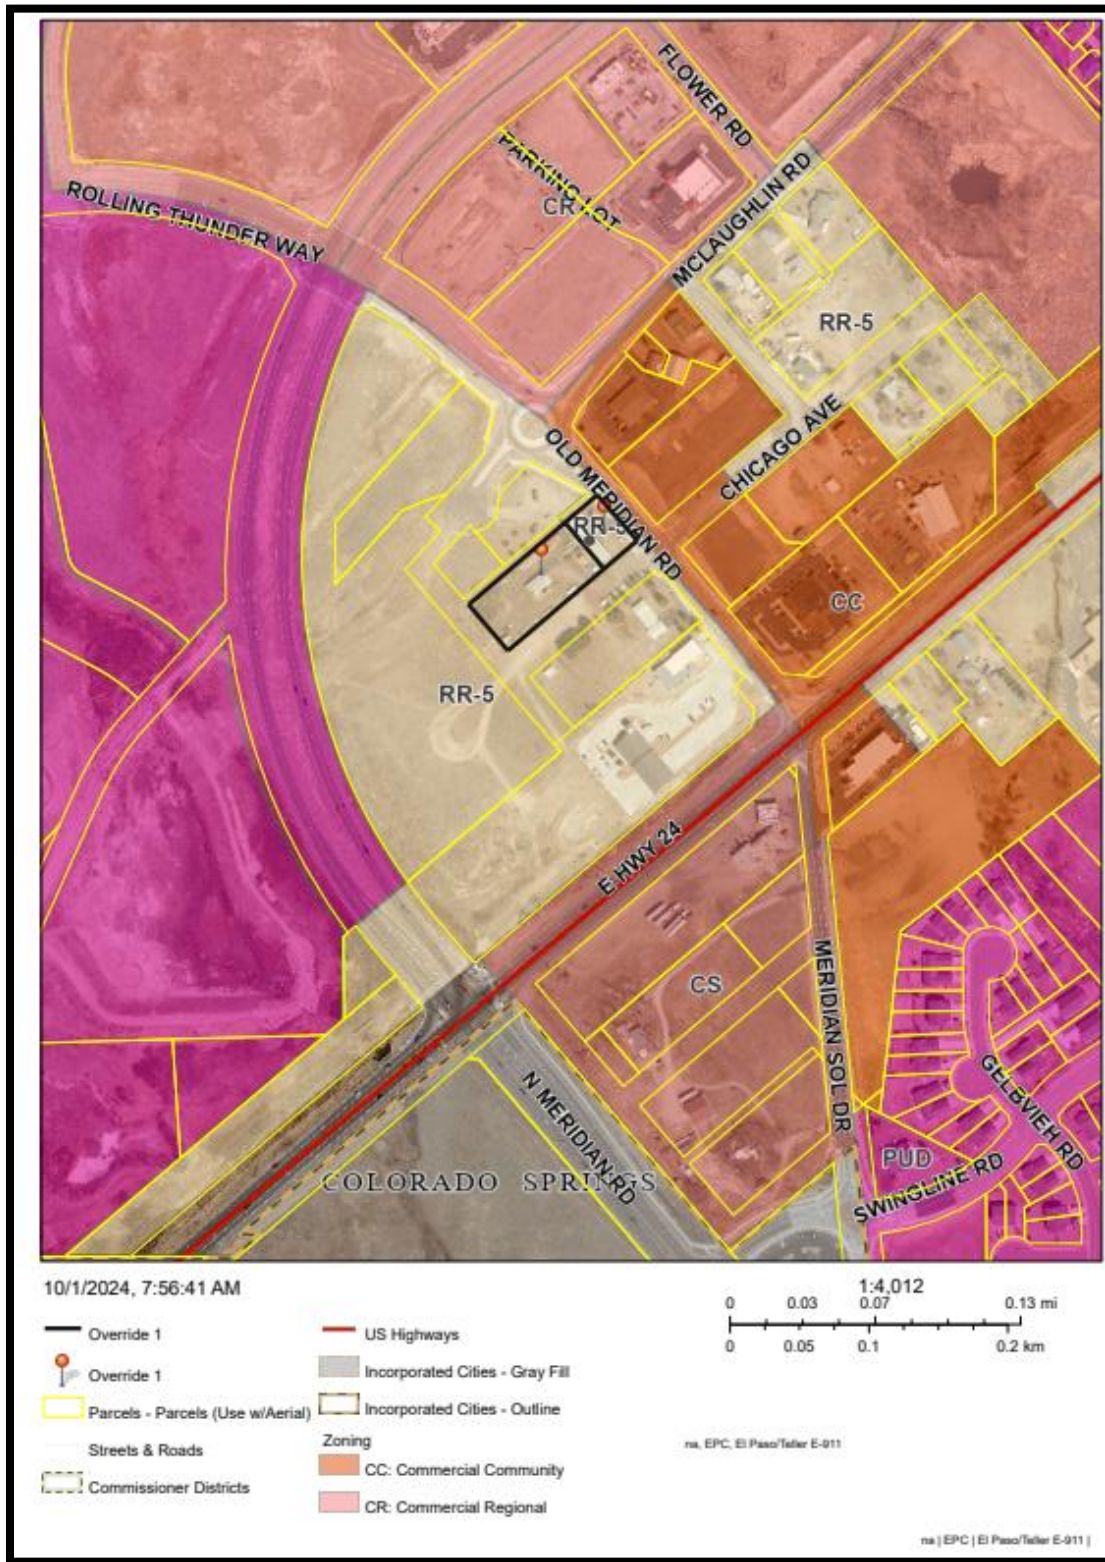 FLOWER RD
PARKING LOT
CR
ROLLING THUNDER WAY
MCLAUGHLIN RD
RR-5
CHICAGO AVE
OLD MERIDIAN RD
RR-5
CC
RR-5
E HWY 24
CS
MERIDIAN SOL DR
GELBVIEH RD
N MERIDIAN RD
PUD
SWINGLINE RD
COLORADO SPRINGS
10/1/2024, 7:56:41 AM
1:4,012
0 0.03 0.07 0.13 mi
0 0.05 0.1 0.2 km
Override 1
Override 1
Parcels - Parcels (Use w/Aerial)
Streets & Roads
Commissioner Districts
US Highways
Incorporated Cities - Gray Fill
Incorporated Cities - Outline
Zoning
CC: Commercial Community
CR: Commercial Regional
na, EPC, El Paso/Teller E-911
na | EPC | El Paso/Teller E-911 |